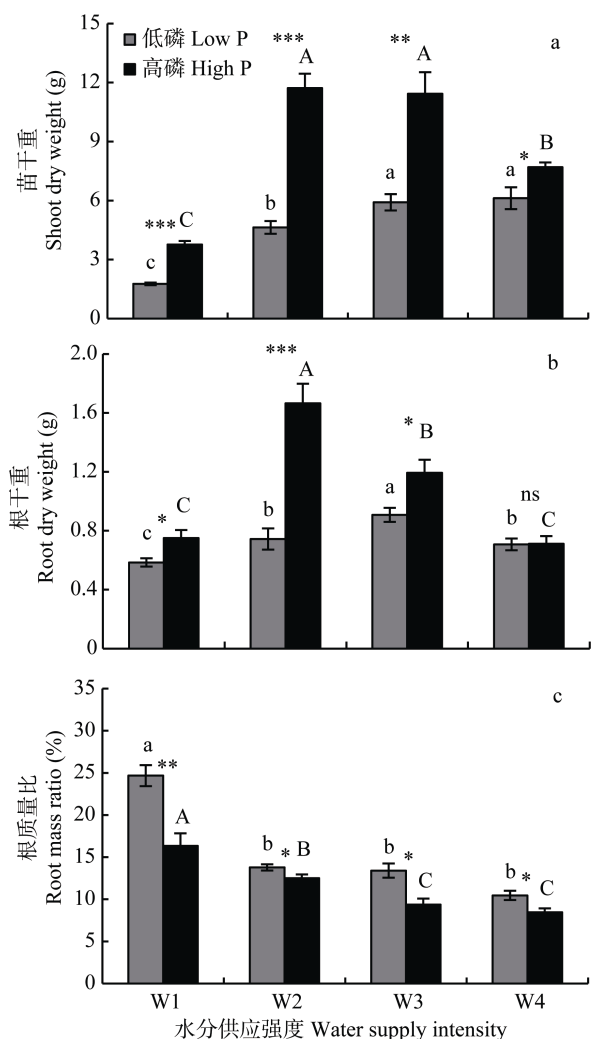 15
低磷 Low P
高磷 High P
*** A
** A
a
12
9
6
3
0
*** C
c
b
a
a * B
苗干重
Shoot dry weight (g)
2.0
1.6
1.2
0.8
0.4
0
b
*** A
* B
c * C
b
a
ns
b C
根干重
Root dry weight (g)
35
30
25
20
15
10
5
0
c
a **
A
b * B
b *
C
b * C
根质量比
Root mass ratio (%)
W1 W2 W3 W4
水分供应强度 Water supply intensity